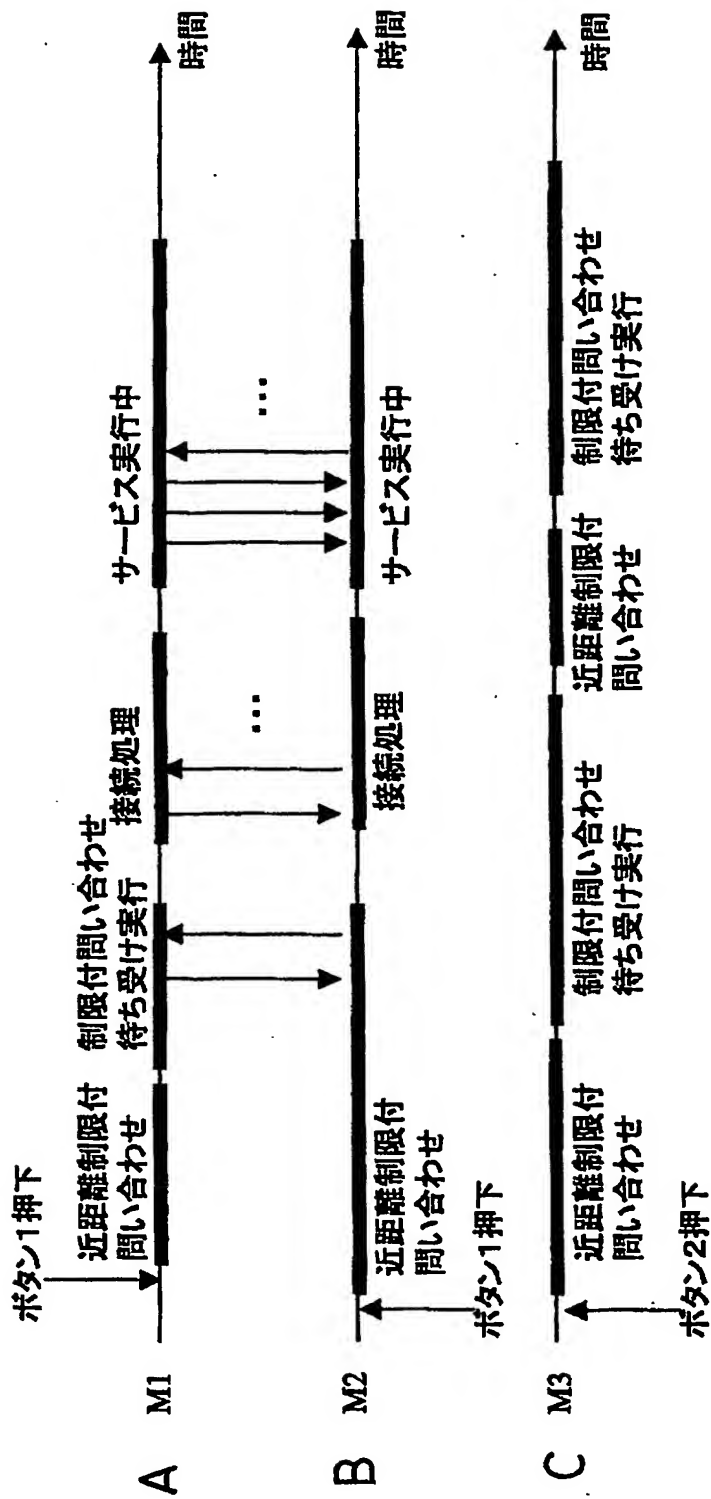 ボタン1押下
近距離制限付
問い合わせ
制限付問い合わせ
待ち受け実行
接続処理
...
サービス実行中
...
時間
A
M1
B
M2
近距離制限付
問い合わせ
接続処理
サービス実行中
時間
ボタン1押下
C
M3
近距離制限付
問い合わせ
制限付問い合わせ
待ち受け実行
近距離制限付
問い合わせ
制限付問い合わせ
待ち受け実行
時間
ボタン2押下